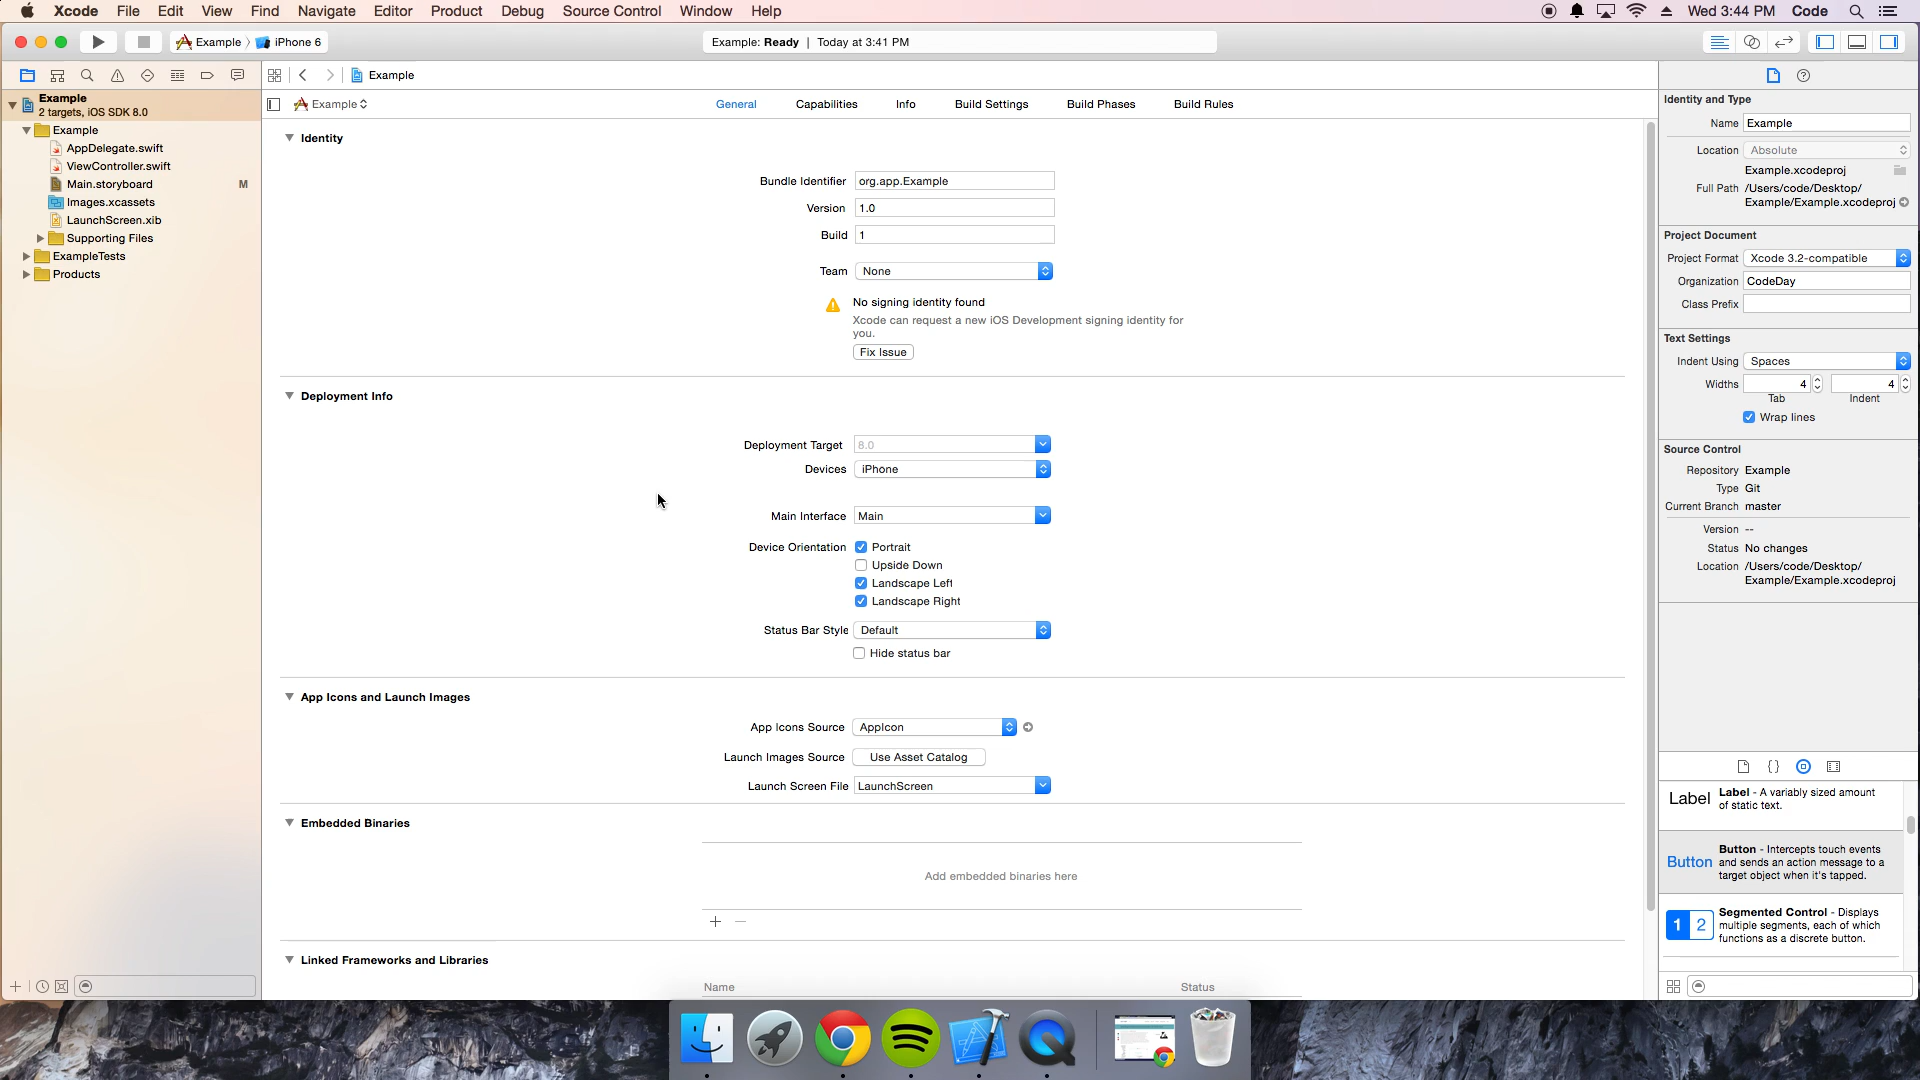 Xcode File Edit View Find Navigate Editor Product Debug Source Control Window Help Wed 3:44 PM Code
Example iPhone 6 Example: Ready | Today at 3:41 PM
Example
Example
2 targets, iOS SDK 8.0
Example
AppDelegate.swift
ViewController.swift
Main.storyboard M
Images.xcassets
LaunchScreen.xib
Supporting Files
ExampleTests
Products
Example General Capabilities Info Build Settings Build Phases Build Rules
Identity
Bundle Identifier org.app.Example
Version 1.0
Build 1
Team None
No signing identity found
Xcode can request a new iOS Development signing identity for
you.
Fix Issue
Deployment Info
Deployment Target 8.0
Devices iPhone
Main Interface Main
Device Orientation Portrait
Upside Down
Landscape Left
Landscape Right
Status Bar Style Default
Hide status bar
App Icons and Launch Images
App Icons Source AppIcon
Launch Images Source Use Asset Catalog
Launch Screen File LaunchScreen
Embedded Binaries
Add embedded binaries here
Linked Frameworks and Libraries
Name Status
Identity and Type
Name Example
Location Absolute
Example.xcodeproj
Full Path /Users/code/Desktop/
Example/Example.xcodeproj
Project Document
Project Format Xcode 3.2-compatible
Organization CodeDay
Class Prefix
Text Settings
Indent Using Spaces
Widths 4 4
Tab Indent
Wrap lines
Source Control
Repository Example
Type Git
Current Branch master
Version --
Status No changes
Location /Users/code/Desktop/
Example/Example.xcodeproj
Label Label - A variably sized amount
of static text.
Button - Intercepts touch events
Button and sends an action message to a
target object when it's tapped.
Segmented Control - Displays
1 2 multiple segments, each of which
functions as a discrete button.